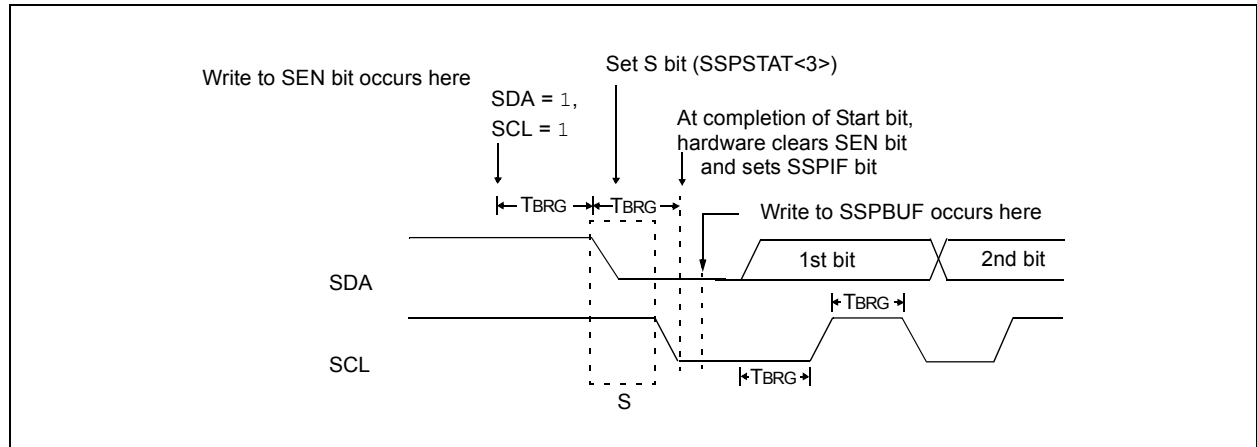 Write to SEN bit occurs here
SDA = 1,
SCL = 1
Set S bit (SSPSTAT<3>)
At completion of Start bit,
hardware clears SEN bit
and sets SSPIF bit
TBRG
TBRG
Write to SSPBUF occurs here
SDA
1st bit
2nd bit
TBRG
SCL
TBRG
S